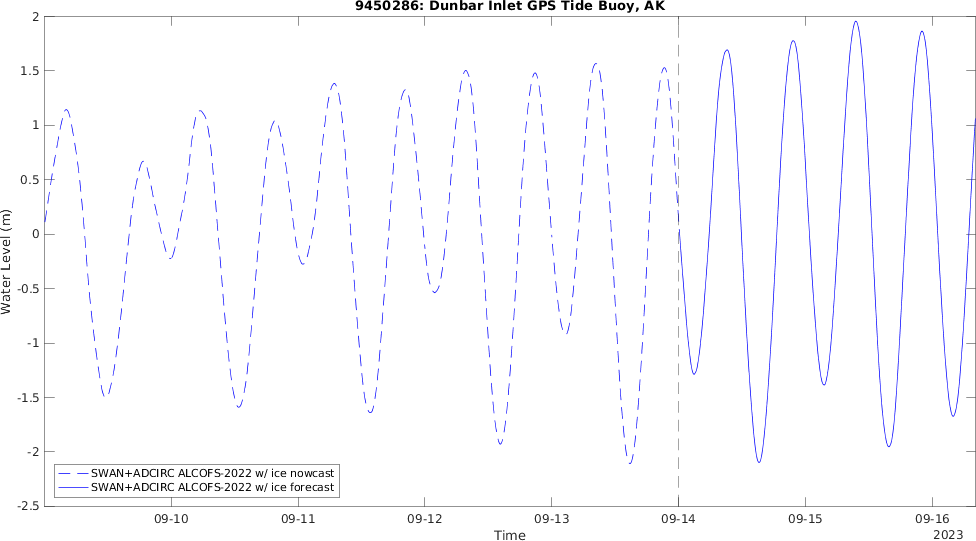 9450286: Dunbar Inlet GPS Tide Buoy, AK
2
1.5
1
0.5
0
-0.5
-1
-1.5
-2
-2.5
Water Level (m)
SWAN+ADCIRC ALCOFS-2022 w/ ice nowcast
SWAN+ADCIRC ALCOFS-2022 w/ ice forecast
09-10 09-11 09-12 09-13 09-14 09-15 09-16
Time
2023